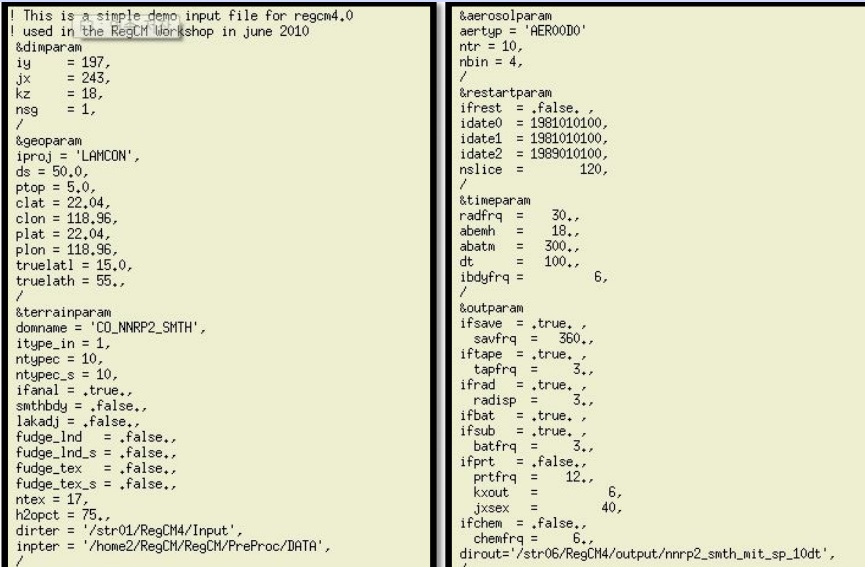 ! This is a simple demo input file for regcm4.0
! used in the RegCM Workshop in june 2010
&dimparam
iy = 197,
jx = 243,
kz = 18,
nsg = 1,
/
&geoparam
iproj = 'LAMCON',
ds = 50.0,
ptop = 5.0,
clat = 22.04,
clon = 118.96,
plat = 22.04,
plon = 118.96,
truelatl = 15.0,
truelath = 55.,
/
&terrainparam
domname = 'CO_NNRP2_SMTH',
itype_in = 1,
ntypec = 10,
ntypec_s = 10,
ifanal = .true.,
smthbdy = .false.,
lakadj = .false.,
fudge_lnd = .false.,
fudge_lnd_s = .false.,
fudge_tex = .false.,
fudge_tex_s = .false.,
ntex = 17,
h2opct = 75.,
dirter = '/str01/RegCM4/Input',
inpter = '/home2/RegCM/RegCM/PreProc/DATA',
/
&aerosolparam
aertyp = 'AER00D0'
ntr = 10,
nbin = 4,
/
&restartparam
ifrest = .false. ,
idate0 = 1981010100,
idate1 = 1981010100,
idate2 = 1989010100,
nslice = 120,
/
&timeparam
radfrq = 30.,
abemh = 18.,
abatm = 300.,
dt = 100.,
ibdyfrq = 6,
/
&outparam
ifsave = .true. ,
savfrq = 360.,
iftape = .true. ,
tapfrq = 3.,
ifrad = .true. ,
radisp = 3.,
ifbat = .true. ,
ifsub = .true. ,
batfrq = 3.,
ifprt = .false.,
prtfrq = 12.,
kxout = 6,
jxsex = 40,
ifchem = .false.,
chemfrq = 6.,
dirout='/str06/RegCM4/output/nnrp2_smth_mit_sp_10dt',
/